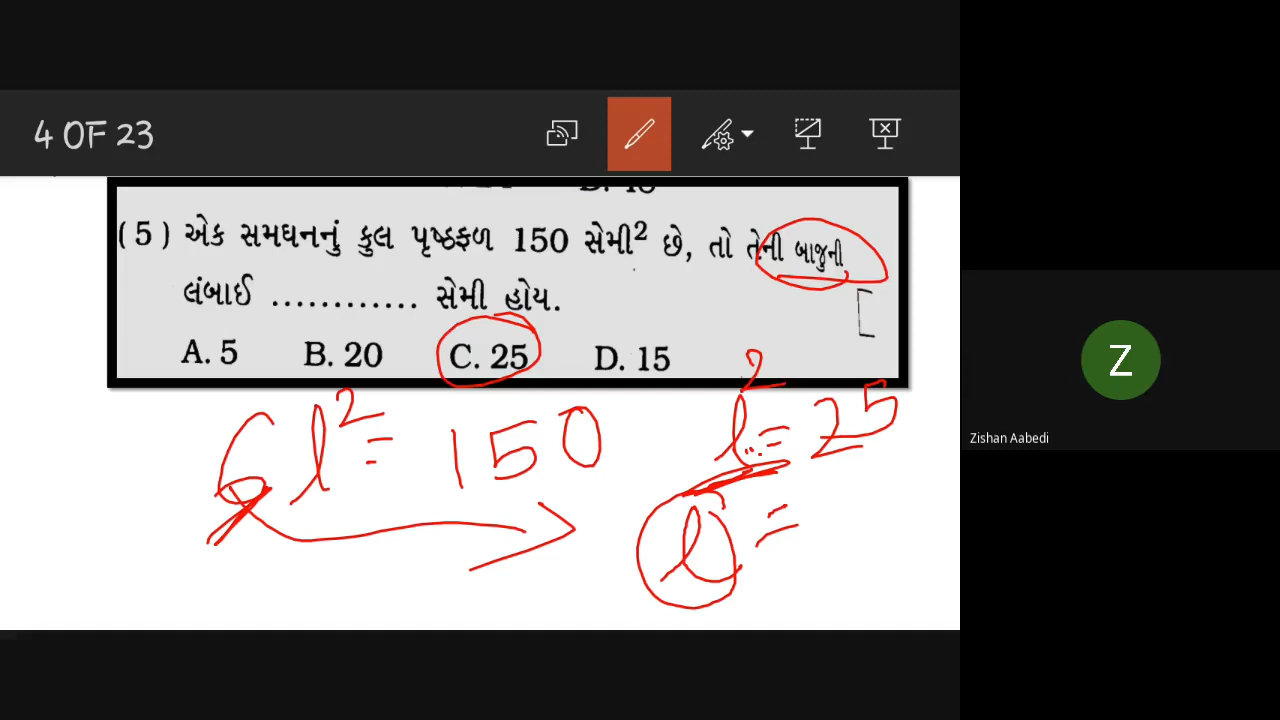 4 OF 23
(5) એક સમઘનનું કુલ પૃષ્ઠફળ 150 સેમી² છે, તો તેની બાજુની
લંબાઈ ............ સેમી હોય. [
A. 5 B. 20 C. 25 D. 15
6l² = 150
l² = 25
l =
Z
Zishan Aabedi